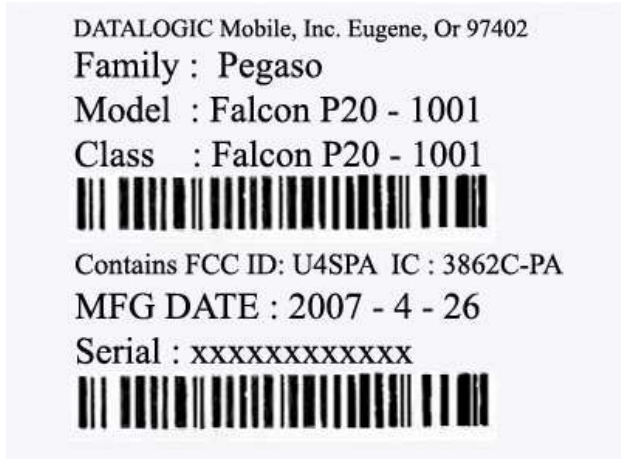 DATALOGIC Mobile, Inc. Eugene, Or 97402
Family : Pegaso
Model : Falcon P20 - 1001
Class : Falcon P20 - 1001
Contains FCC ID: U4SPA IC : 3862C-PA
MFG DATE : 2007 - 4 - 26
Serial : xxxxxxxxxxxx